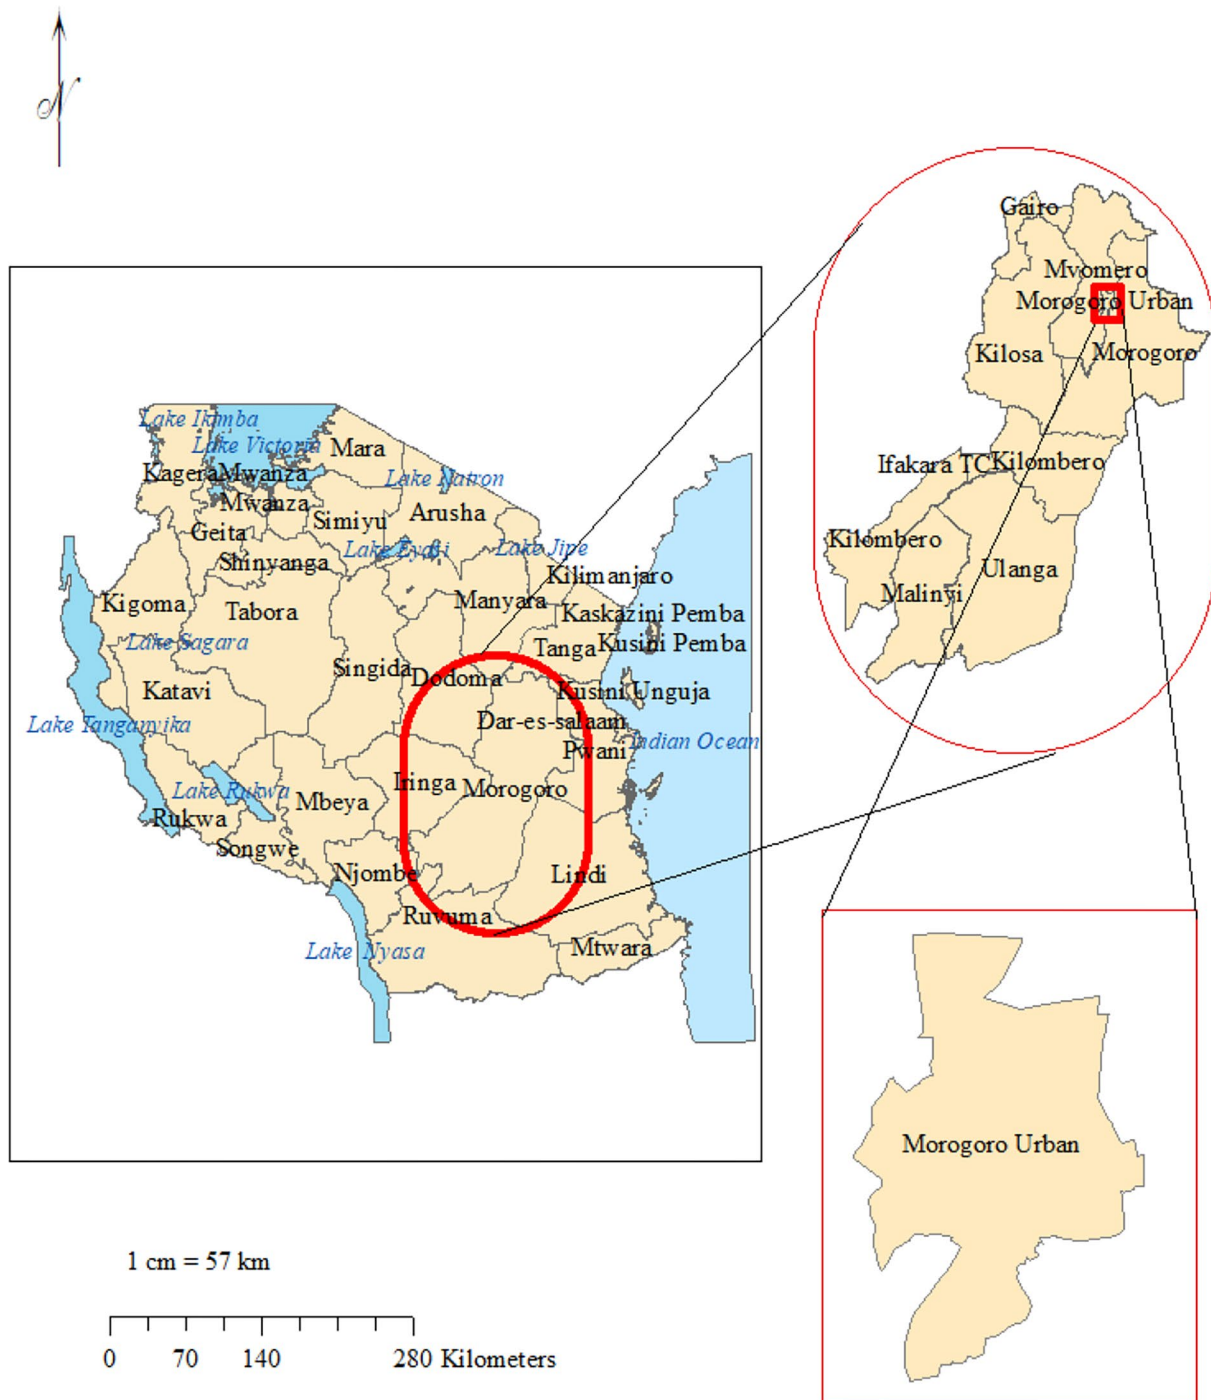 N
Gairo
Mvomero
Morogoro Urban
Kilosa
Morogoro
Ifakara TC
Kilombero
Kilombero
Malinyi
Ulanga
Lake Ikimba
Lake Victoria
Mara
Kagera
Mwanza
Lake Natron
Mwanza
Simiyu
Arusha
Geita
Lake Eyasi
Lake Jipe
Shinyanga
Kilimanjaro
Kigoma
Tabora
Manyara
Kaskazini Pemba
Lake Sagara
Tanga
Kusini Pemba
Singida
Dodoma
Katavi
Kusini Unguja
Lake Tanganyika
Dar-es-salaam
Pwani
Indian Ocean
Iringa
Morogoro
Lake Rukwa
Mbeya
Rukwa
Songwe
Njombe
Lindi
Ruvuma
Lake Nyasa
Mtwara
Morogoro Urban
1 cm = 57 km
0 70 140 280 Kilometers